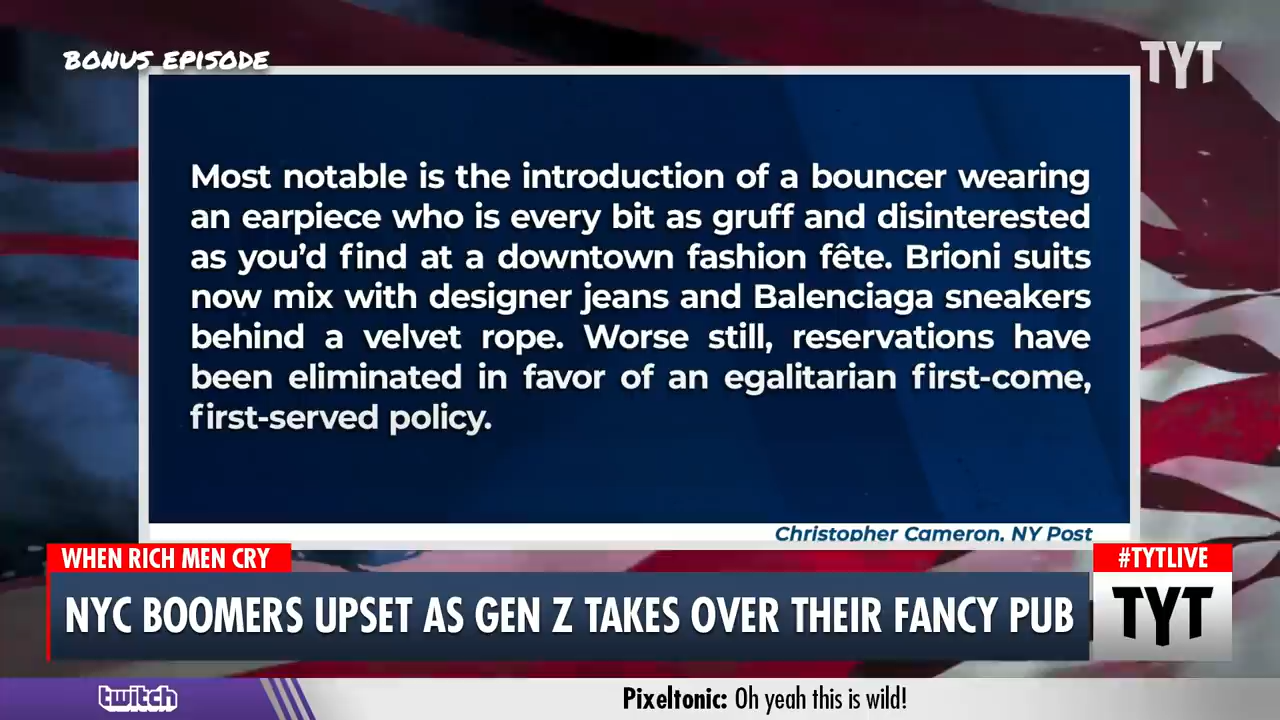 BONUS EPISODE
TYT
Most notable is the introduction of a bouncer wearing
an earpiece who is every bit as gruff and disinterested
as you’d find at a downtown fashion fête. Brioni suits
now mix with designer jeans and Balenciaga sneakers
behind a velvet rope. Worse still, reservations have
been eliminated in favor of an egalitarian first-come,
first-served policy.
Christopher Cameron, NY Post
WHEN RICH MEN CRY
#TYTLIVE
NYC BOOMERS UPSET AS GEN Z TAKES OVER THEIR FANCY PUB
TYT
twitch
Pixeltonic: Oh yeah this is wild!